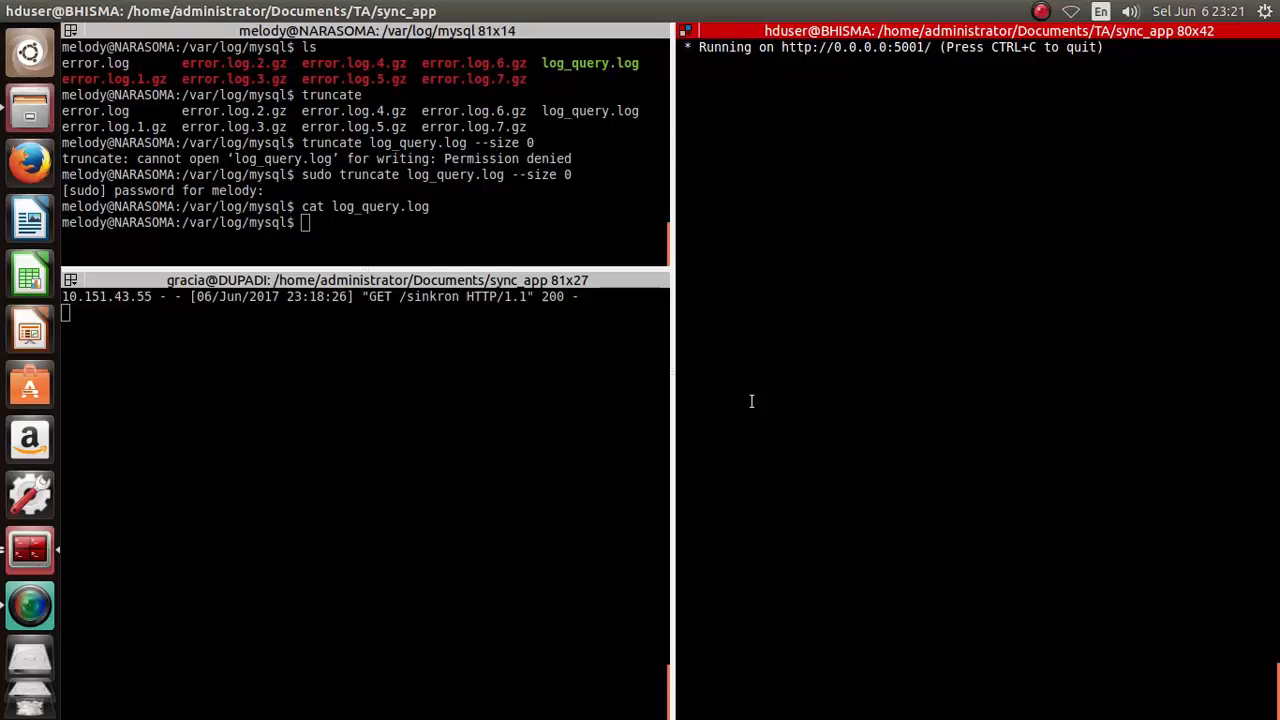 hduser@BHISMA: /home/administrator/Documents/TA/sync_app
En
Sel Jun 6 23:21
melody@NARASOMA: /var/log/mysql 81x14
melody@NARASOMA:/var/log/mysql$ ls
error.log error.log.2.gz error.log.4.gz error.log.6.gz log_query.log
error.log.1.gz error.log.3.gz error.log.5.gz error.log.7.gz
melody@NARASOMA:/var/log/mysql$ truncate
error.log error.log.2.gz error.log.4.gz error.log.6.gz log_query.log
error.log.1.gz error.log.3.gz error.log.5.gz error.log.7.gz
melody@NARASOMA:/var/log/mysql$ truncate log_query.log --size 0
truncate: cannot open ‘log_query.log’ for writing: Permission denied
melody@NARASOMA:/var/log/mysql$ sudo truncate log_query.log --size 0
[sudo] password for melody:
melody@NARASOMA:/var/log/mysql$ cat log_query.log
melody@NARASOMA:/var/log/mysql$
gracia@DUPADI: /home/administrator/Documents/sync_app 81x27
10.151.43.55 - - [06/Jun/2017 23:18:26] "GET /sinkron HTTP/1.1" 200 -
hduser@BHISMA: /home/administrator/Documents/TA/sync_app 80x42
* Running on http://0.0.0.0:5001/ (Press CTRL+C to quit)